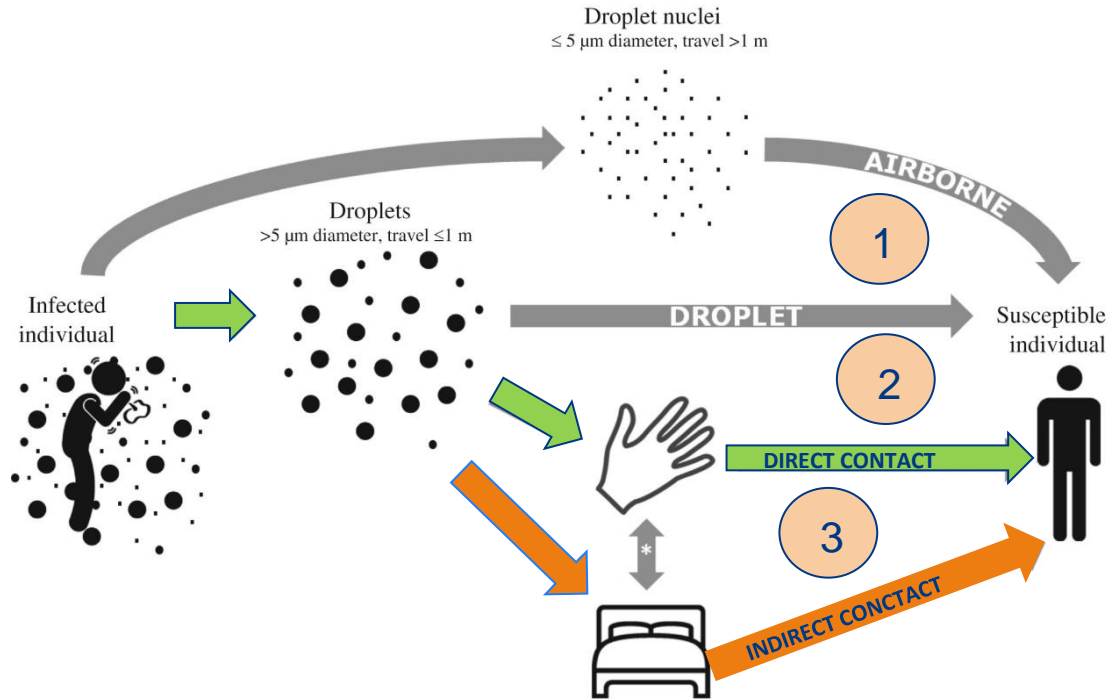 Droplet nuclei
≤ 5 µm diameter, travel >1 m
AIRBORNE
Droplets
>5 µm diameter, travel ≤1 m
1
Infected
individual
DROPLET
Susceptible
individual
2
DIRECT CONTACT
3
*
INDIRECT CONCTACT